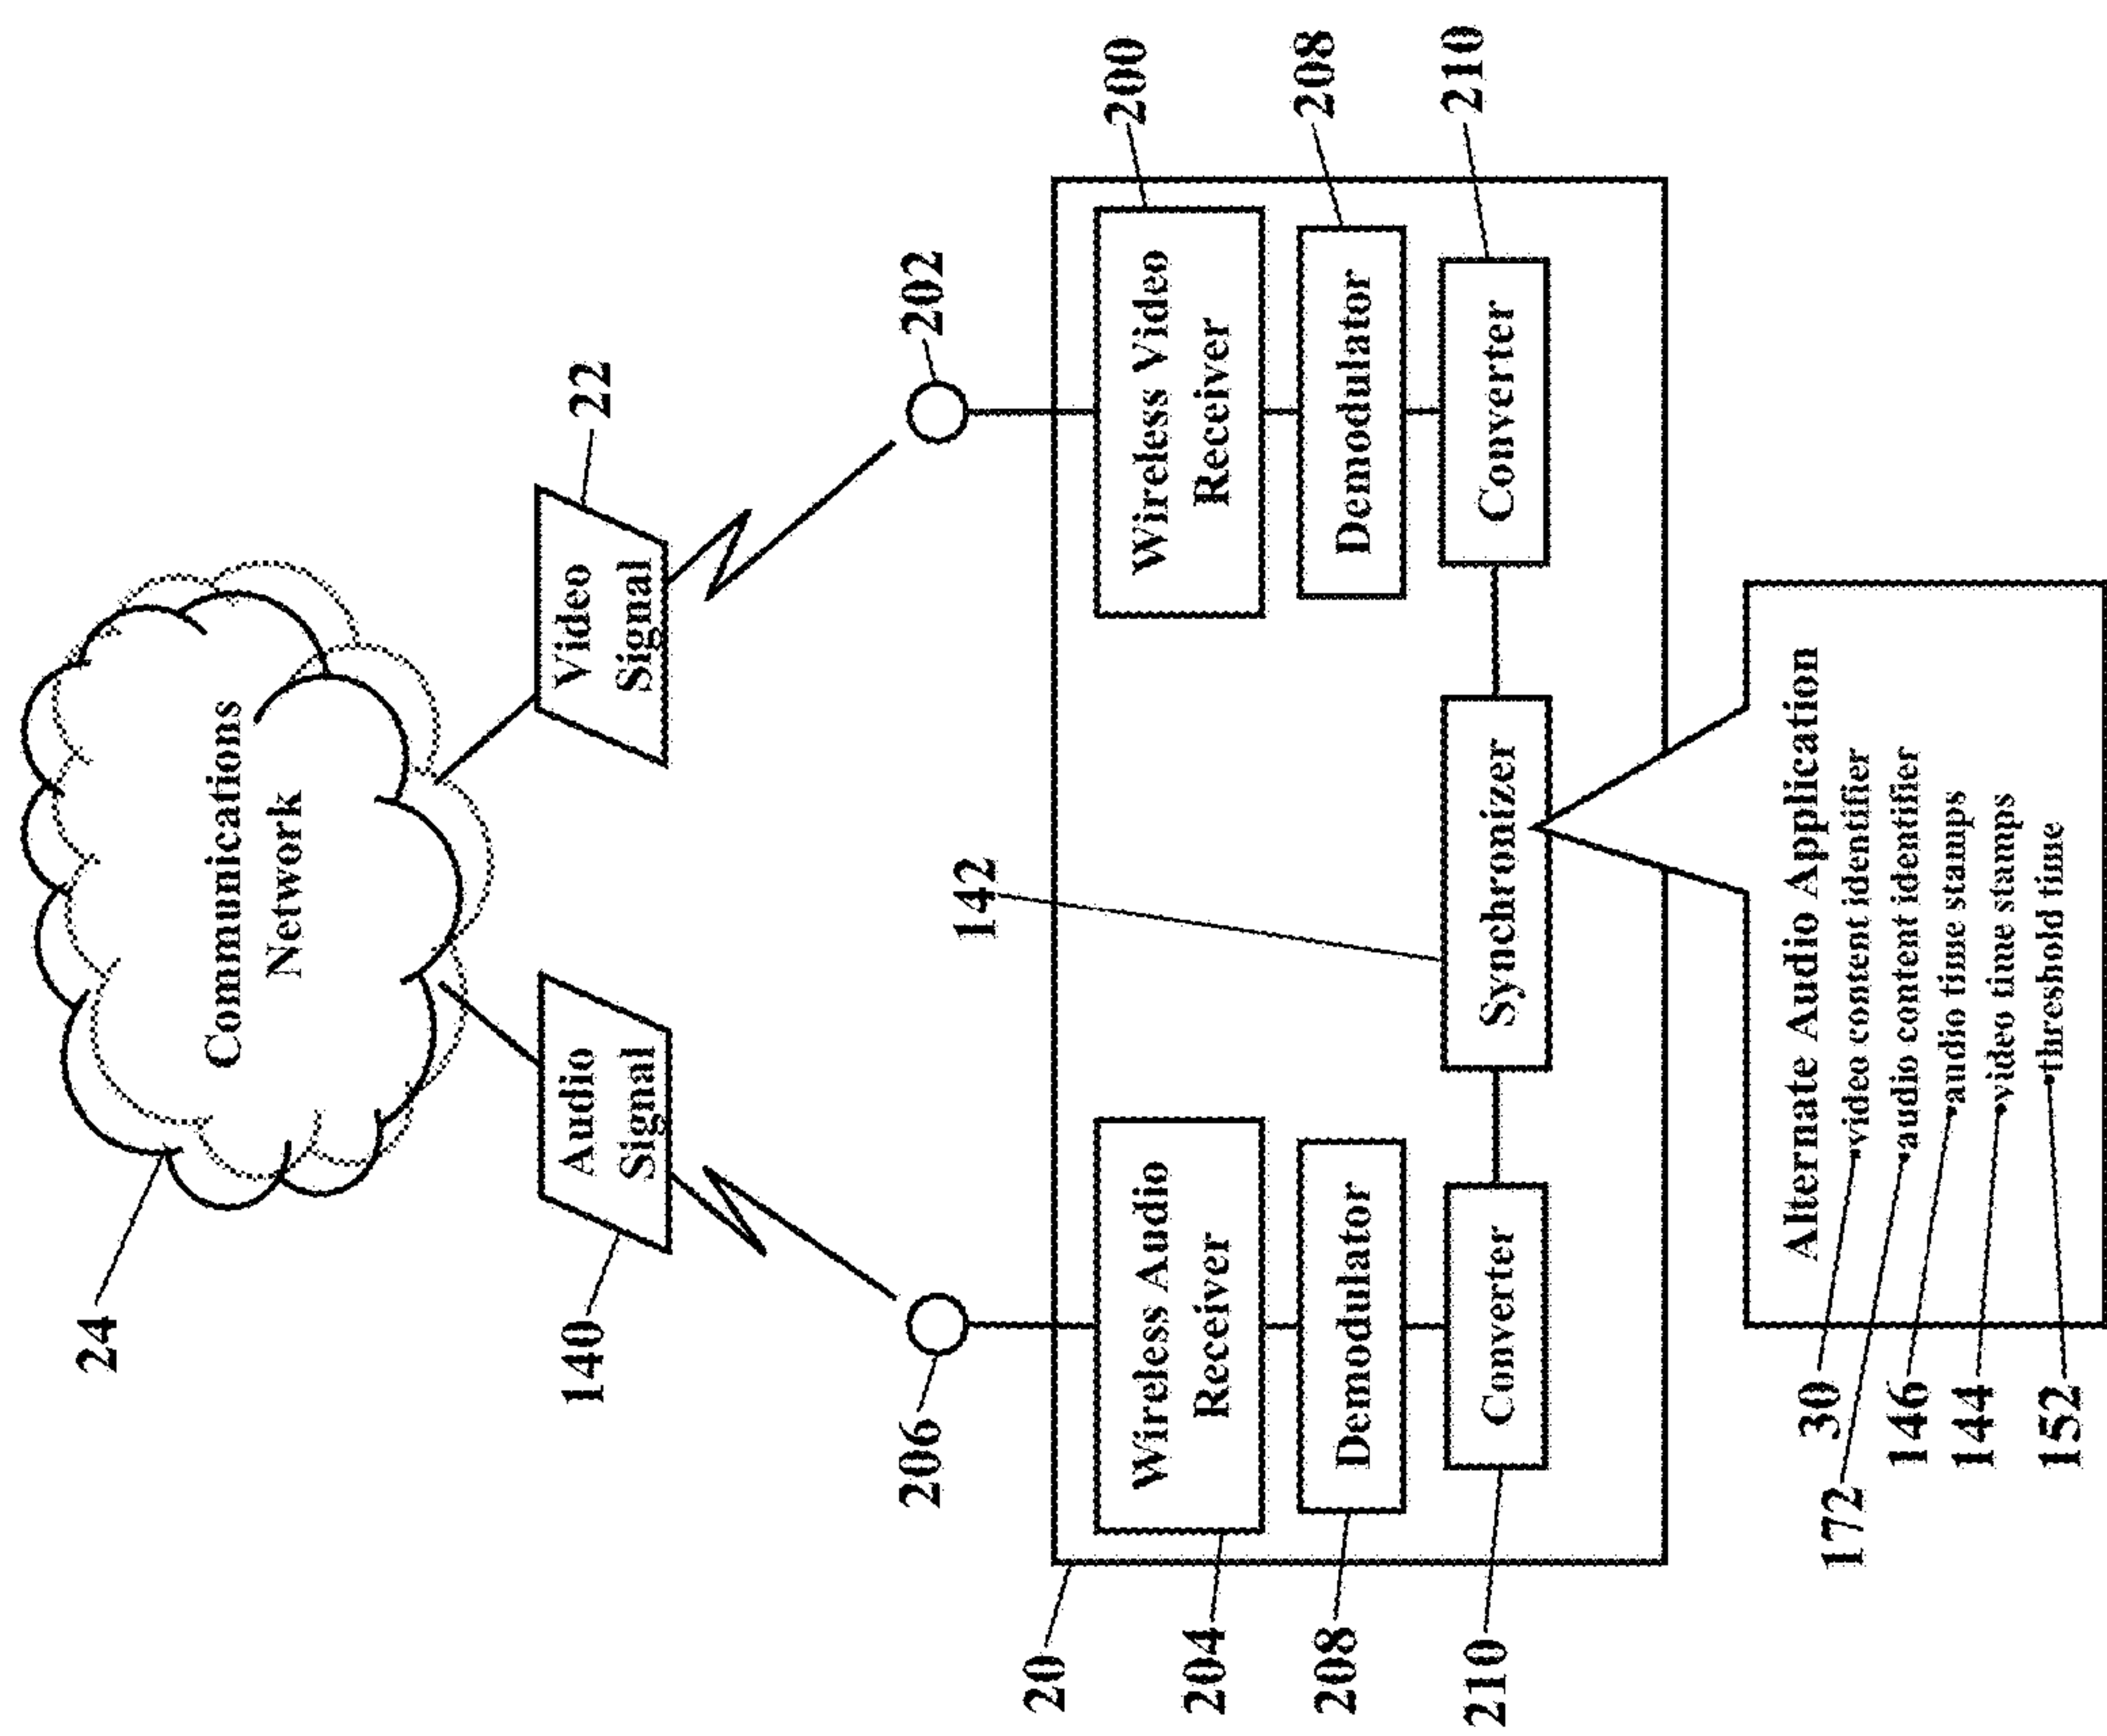 24
Communications
Network
140
Audio
Signal
Video
Signal
22
206
202
142
20
Wireless Audio
Receiver
204
Wireless Video
Receiver
200
Demodulator
208
Demodulator
208
Converter
210
Synchronizer
Converter
210
Alternate Audio Application
30
•video content identifier
172
•audio content identifier
146
•audio time stamps
144
•video time stamps
152
•threshold time